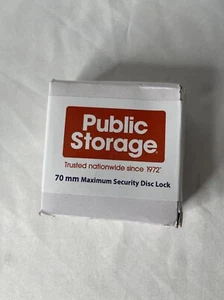 Public
Storage
Trusted nationwide since 1972*
70 mm Maximum Security Disc Lock